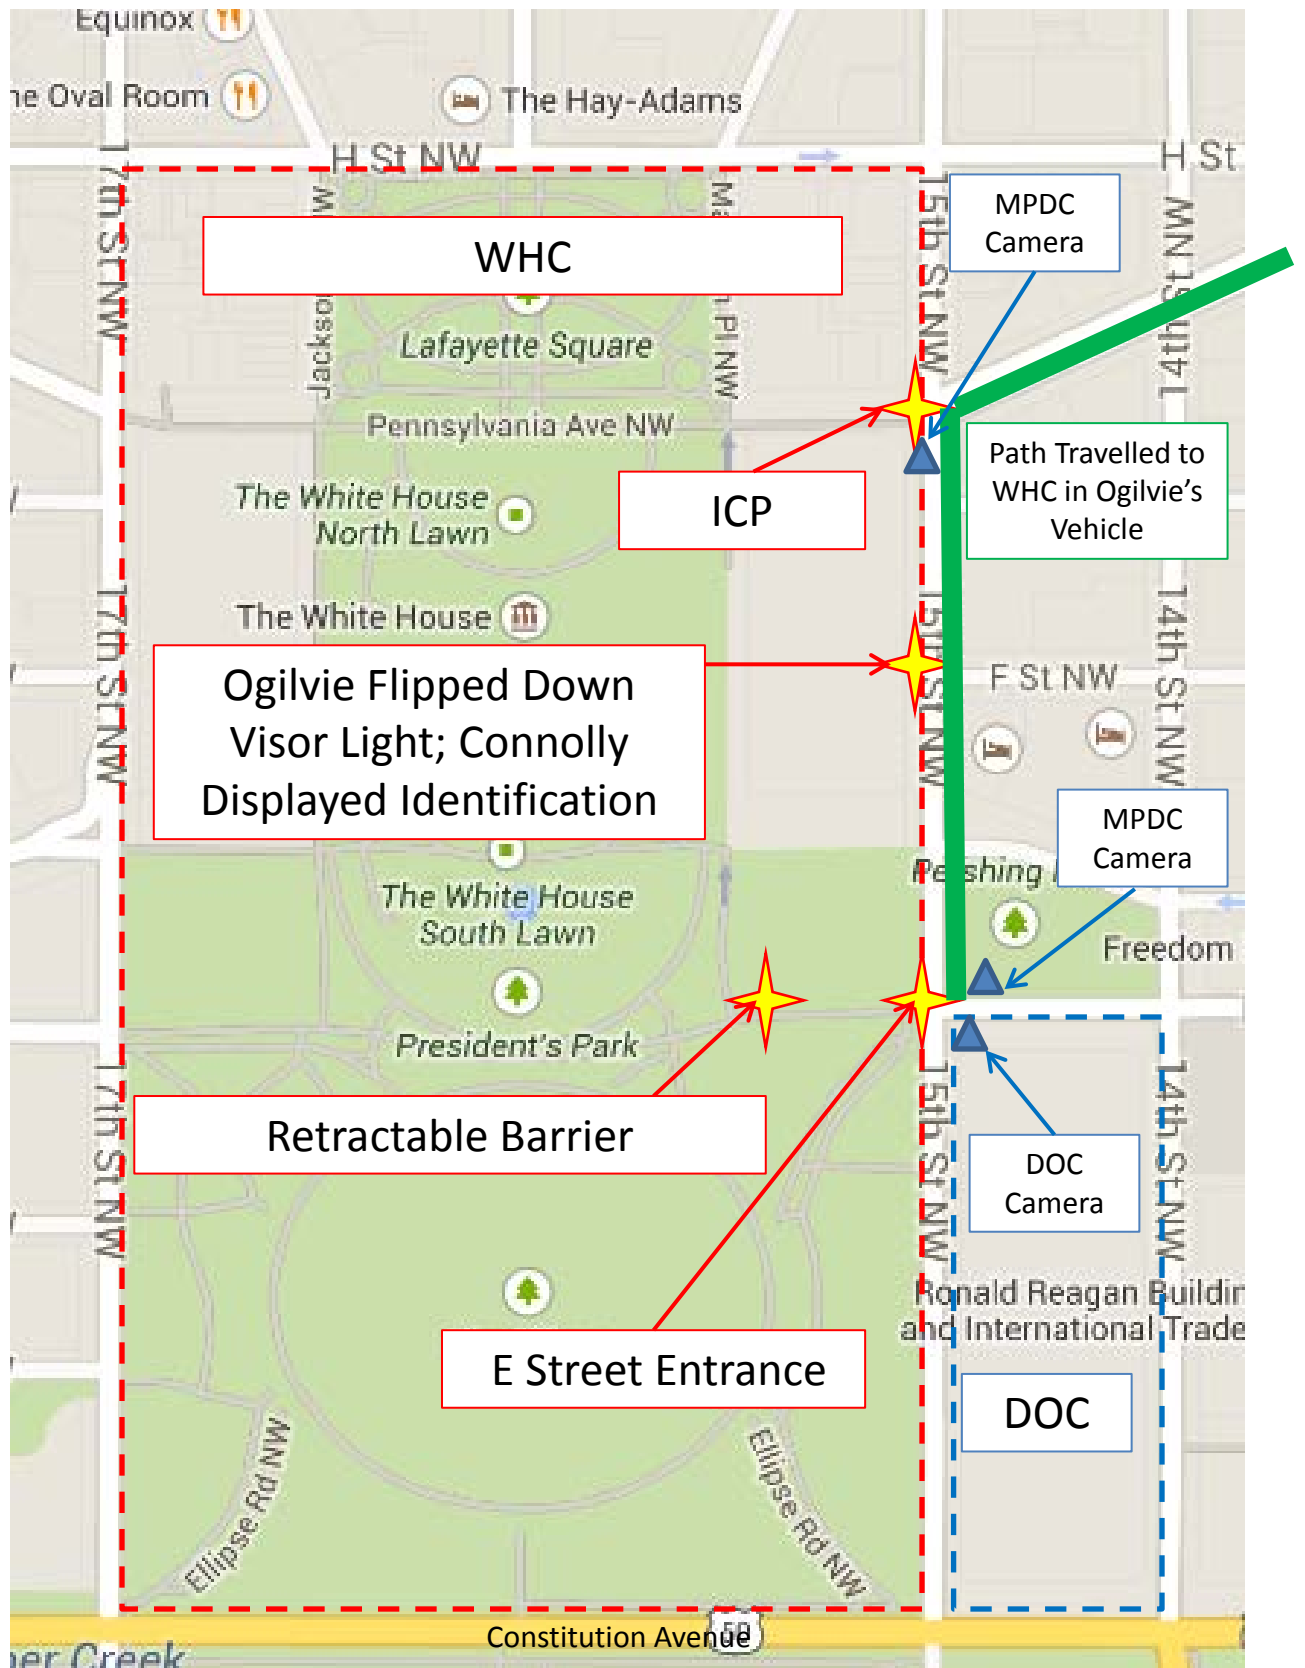 Equinox
ne Oval Room
The Hay-Adams
H St NW
H St
17th St NW
WHC
MPDC
Camera
15th St NW
14th St NW
Lafayette Square
Pennsylvania Ave NW
The White House
North Lawn
ICP
Path Travelled to
WHC in Ogilvie's
Vehicle
The White House
17th St NW
15th St NW
F St NW
14th St NW
Ogilvie Flipped Down
Visor Light; Connolly
Displayed Identification
MPDC
Camera
The White House
South Lawn
Freedom
President's Park
17th St NW
15th St NW
14th St NW
Retractable Barrier
DOC
Camera
Ronald Reagan Buildin
and International Trade
E Street Entrance
DOC
Ellipse Rd NW
Ellipse Rd NW
Constitution Avenue
50
Creek